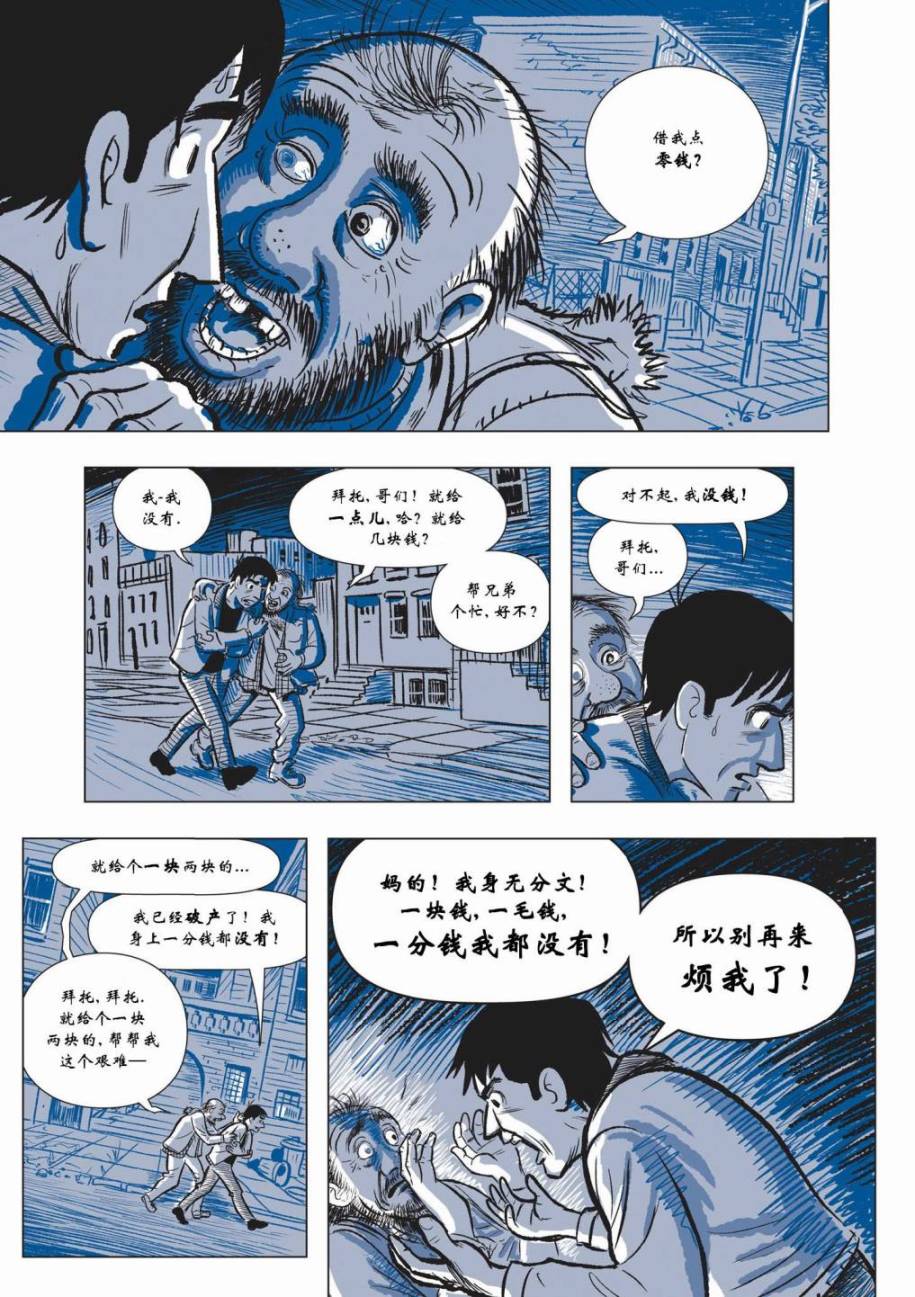 借我点
零钱?
我-我
没有.
拜托,哥们!就给
一点儿,哈?就给
几块钱?
帮兄弟
个忙,好不?
对不起,我没钱!
拜托,
哥们...
就给个一块两块的...
我已经破产了!我
身上一分钱都没有!
拜托,拜托.
就给个一块
两块的,帮帮我
这个艰难—
妈的!我身无分文!
一块钱,一毛钱,
一分钱我都没有!
所以别再来
烦我了!